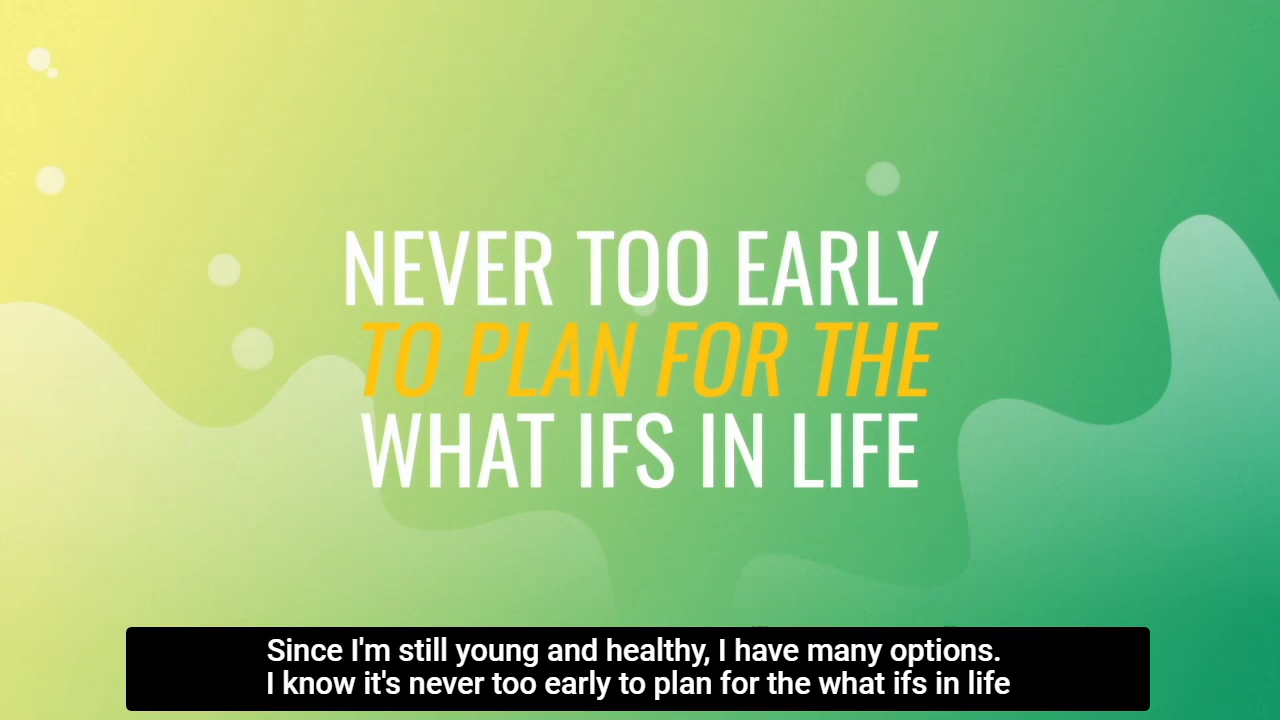 NEVER TOO EARLY
TO PLAN FOR THE
WHAT IFS IN LIFE
Since I'm still young and healthy, I have many options.
I know it's never too early to plan for the what ifs in life